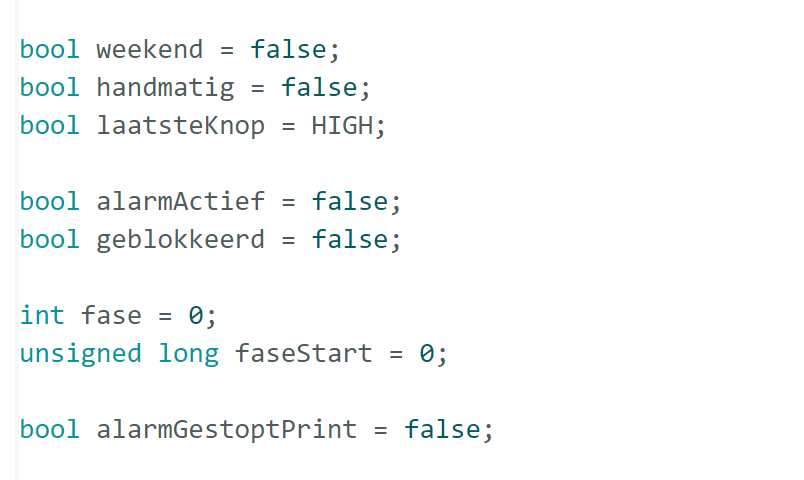 bool weekend = false;
bool handmatig = false;
bool laatsteKnop = HIGH;
bool alarmActief = false;
bool geblokkeerd = false;
int fase = 0;
unsigned long faseStart = 0;
bool alarmGestoptPrint = false;